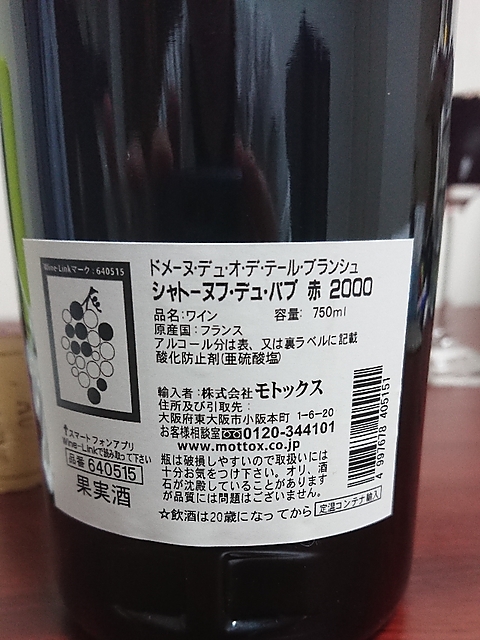 Wine-Linkマーク:640515
ドメーヌ・デュ・オ・デ・テール・ブランシュ
シャトーヌフ・デュ・パプ 赤 2000
品名:ワイン 容量: 750ml
原産国:フランス
アルコール分は表、又は裏ラベルに記載
酸化防止剤(亜硫酸塩)
輸入者:株式会社モトックス
住所及び引取先:
大阪府東大阪市小阪本町 1-6-20
お客様相談室 0120-344101
www.mottox.co.jp
瓶は破損しやすいので取扱いには
十分お気をつけ下さい。オリ、酒
石が沈殿していることがあります
が品質には問題はございません。
☆飲酒は20歳になってから 定温コンテナ輸入
↑スマートフォンアプリ
Wine-Linkで読み取って下さい
品番 640515
果実酒
4 991678 405151